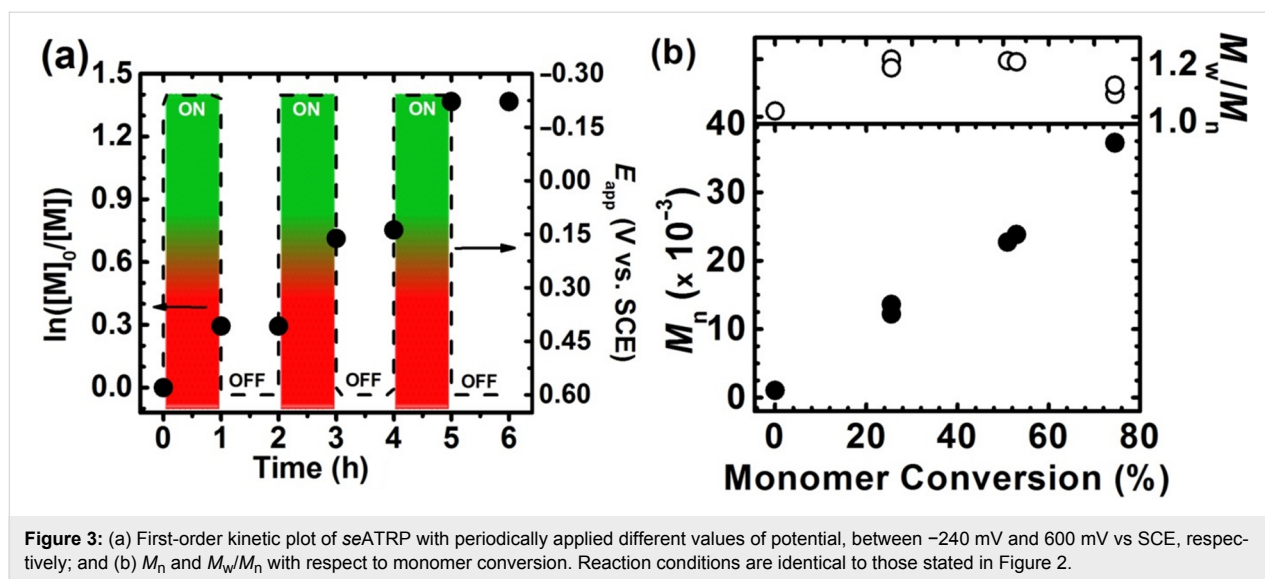 (a)
1.5
1.2
0.9
0.6
0.3
0.0
ln([M]0/[M])
ON
ON
ON
OFF
OFF
OFF
−0.30
−0.15
0.00
0.15
0.30
0.45
0.60
Eapp (V vs. SCE)
0 1 2 3 4 5 6
Time (h)
(b)
1.2
1.0
Mw/Mn
40
30
20
10
0
Mn (x 10−3)
0 20 40 60 80
Monomer Conversion (%)
Figure 3: (a) First-order kinetic plot of seATRP with periodically applied different values of potential, between −240 mV and 600 mV vs SCE, respec-
tively; and (b) Mn and Mw/Mn with respect to monomer conversion. Reaction conditions are identical to those stated in Figure 2.